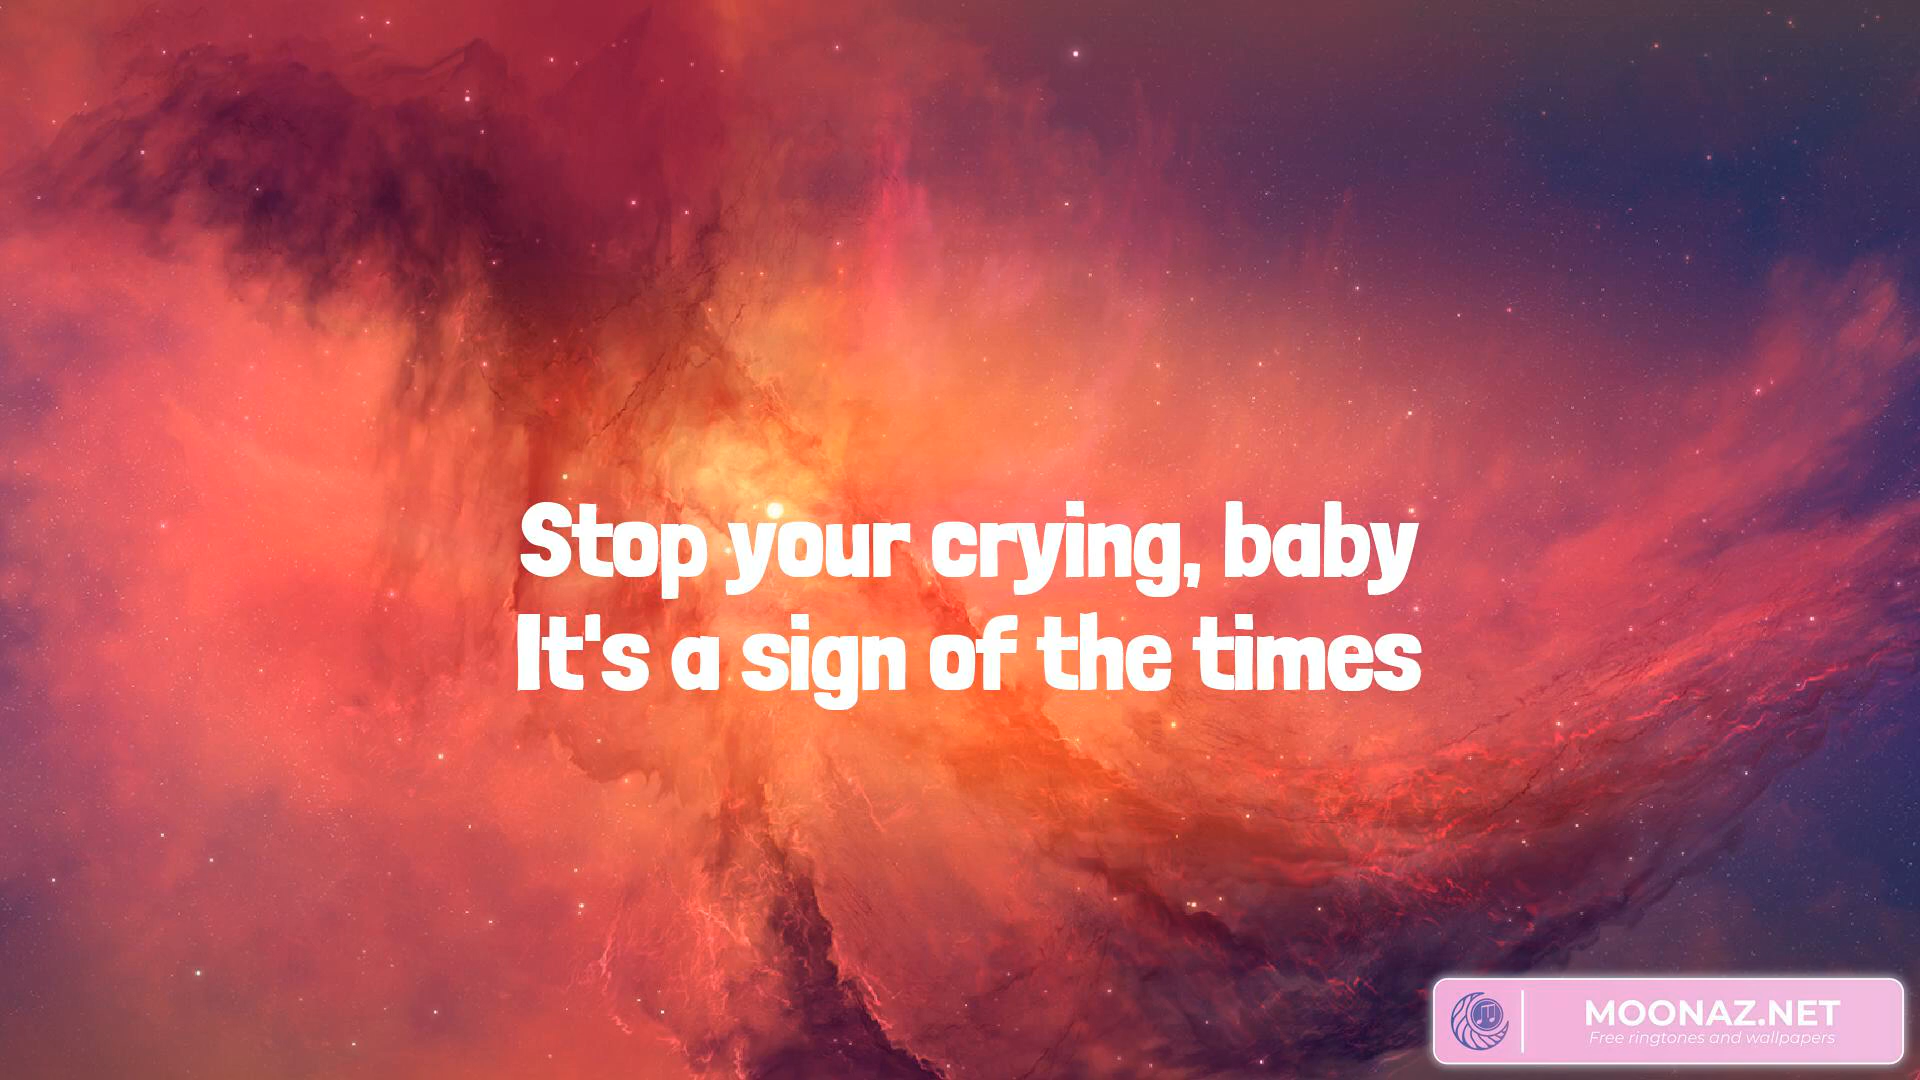 Stop your crying, baby
It's a sign of the times
MOONAZ.NET
Free ringtones and wallpapers